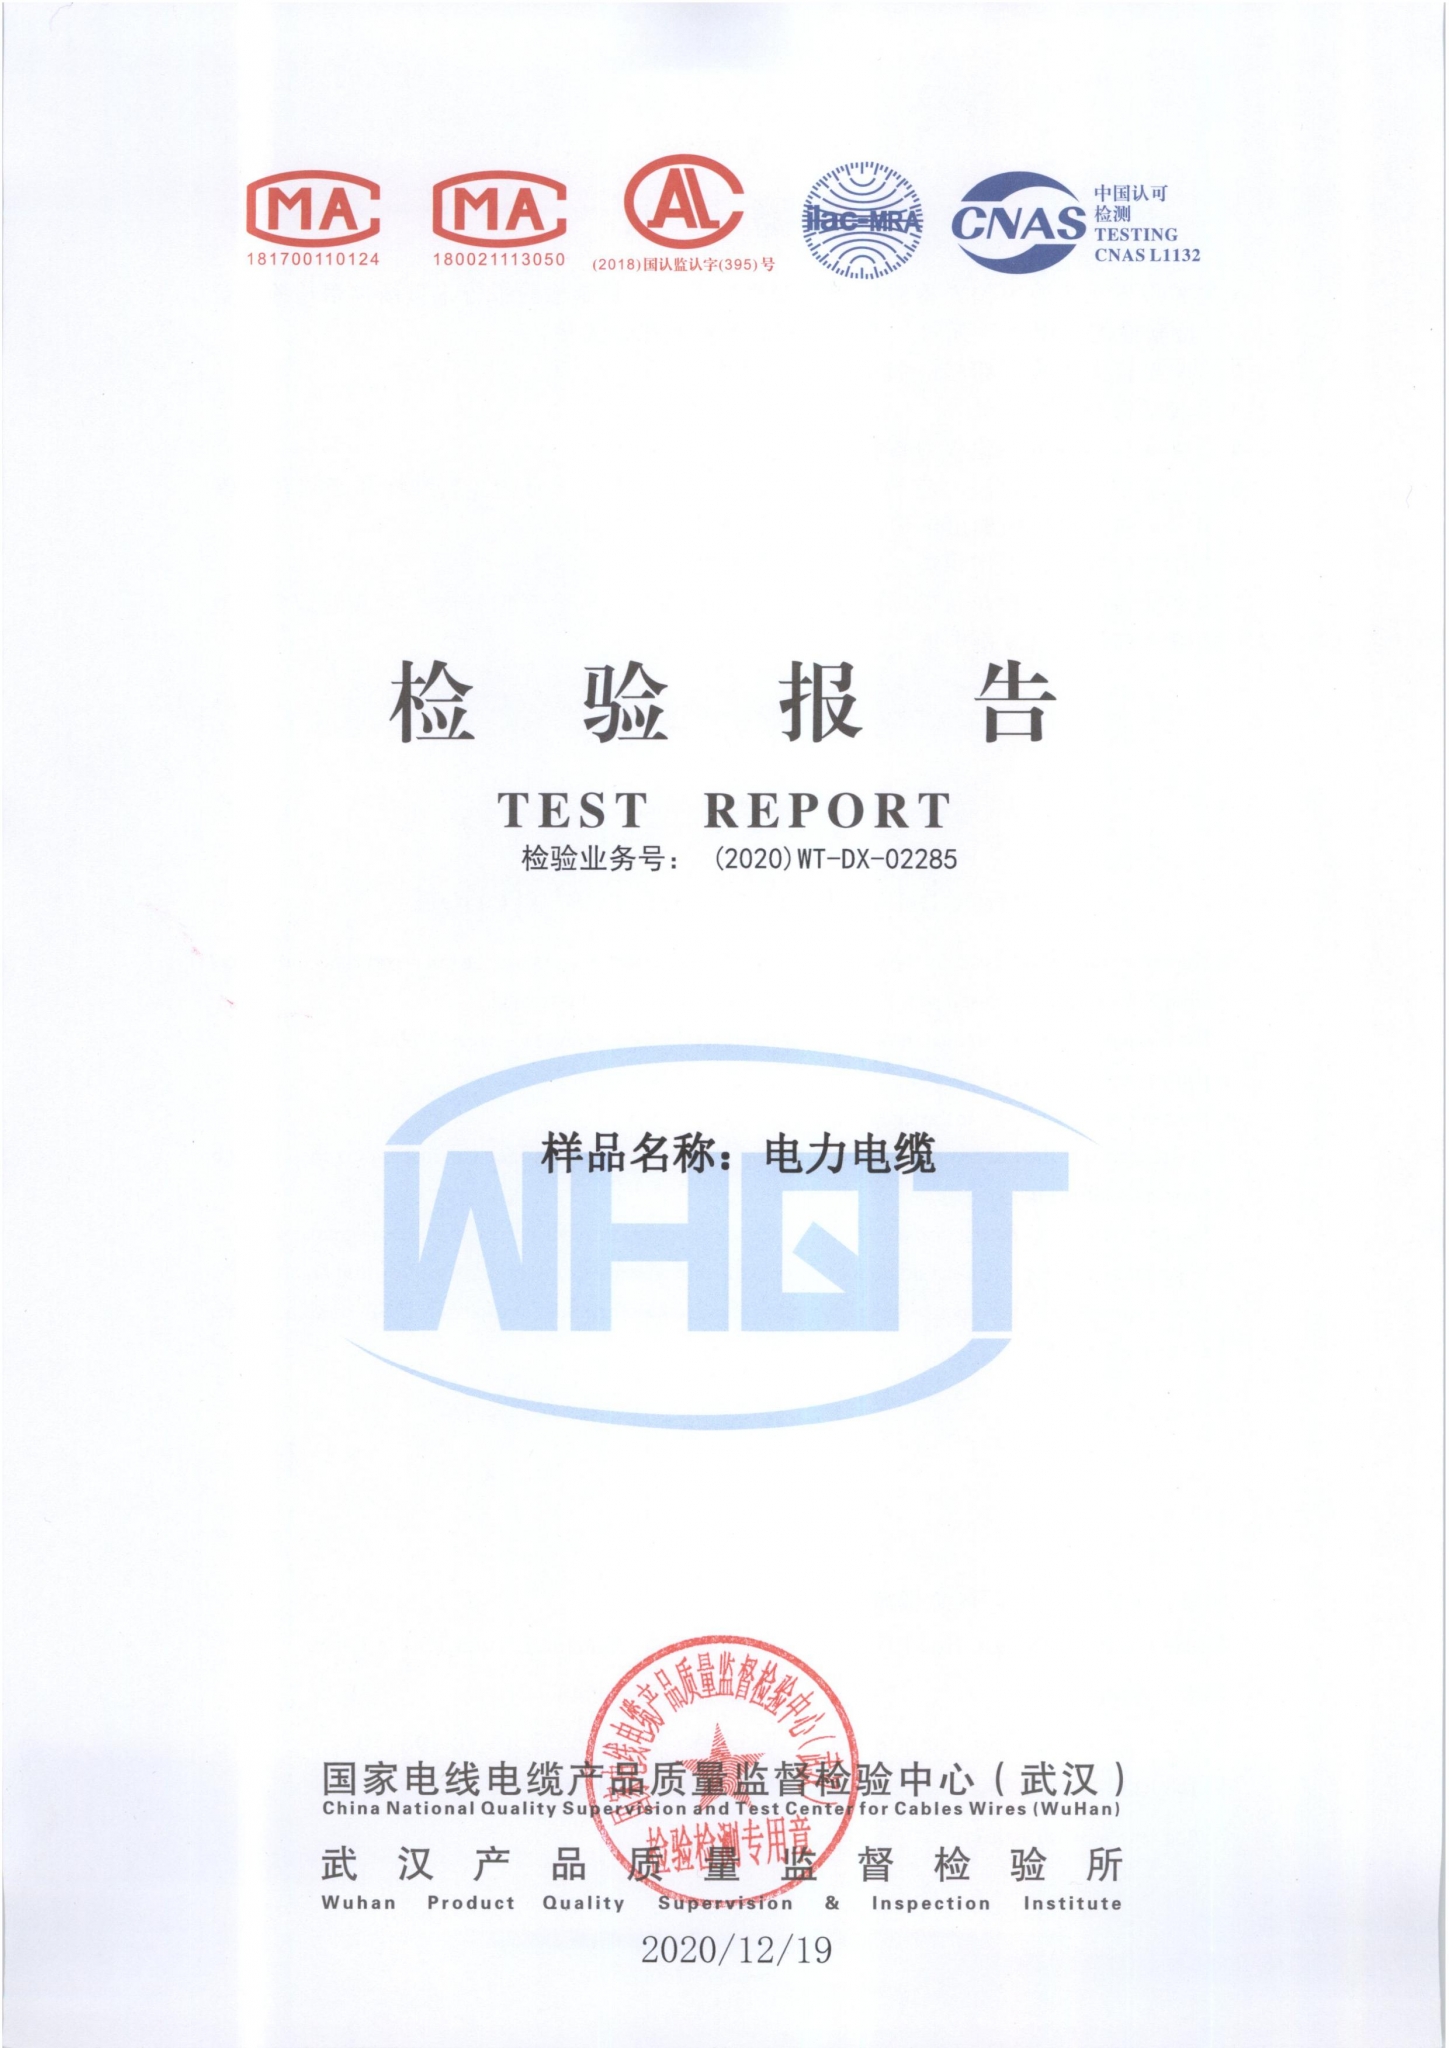 MA
181700110124
MA
180021113050
AL
(2018)国认监认字(395)号
ilac-MRA
CNAS
中国认可
检测
TESTING
CNAS L1132
检验报告
TEST REPORT
检验业务号： (2020)WT-DX-02285
样品名称：电力电缆
WHQT
国家电线电缆产品质量监督检验中心（武汉）
检验检测专用章
国家电线电缆产品质量监督检验中心（武汉）
China National Quality Supervision and Test Center for Cables Wires (WuHan)
武汉产品质量监督检验所
Wuhan Product Quality Supervision & Inspection Institute
2020/12/19